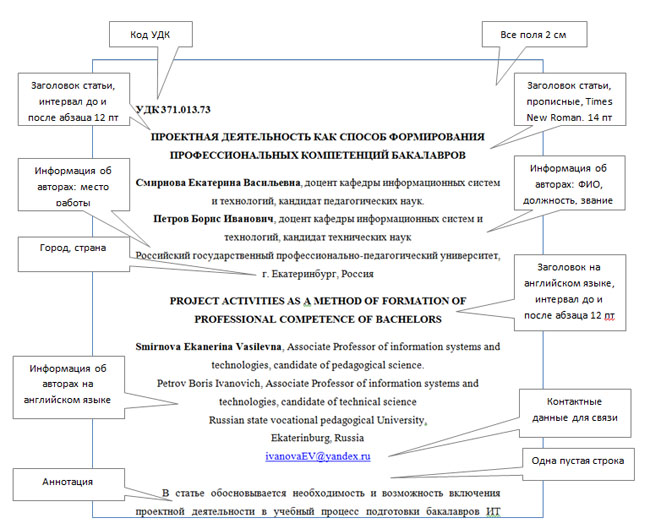 Код УДК
Все поля 2 см
Заголовок статьи,
интервал до и
после абзаца 12 пт
Заголовок статьи,
прописные, Times
New Roman. 14 пт
УДК 371.013.73
ПРОЕКТНАЯ ДЕЯТЕЛЬНОСТЬ КАК СПОСОБ ФОРМИРОВАНИЯ
ПРОФЕССИОНАЛЬНЫХ КОМПЕТЕНЦИЙ БАКАЛАВРОВ
Информация об
авторах: место
работы
Информация об
авторах: ФИО,
должность, звание
Смирнова Екатерина Васильевна, доцент кафедры информационных систем
и технологий, кандидат педагогических наук.
Петров Борис Иванович, доцент кафедры информационных систем и
технологий, кандидат технических наук
Российский государственный профессионально-педагогический университет,
г. Екатеринбург, Россия
Город, страна
Заголовок на
английском языке,
интервал до и
после абзаца 12 пт
PROJECT ACTIVITIES AS A METHOD OF FORMATION OF
PROFESSIONAL COMPETENCE OF BACHELORS
Информация об
авторах на
английском языке
Smirnova Ekanerina Vasilevna, Associate Professor of information systems and
technologies, candidate of pedagogical science.
Petrov Boris Ivanovich, Associate Professor of information systems and
technologies, candidate of technical science
Russian state vocational pedagogical University,
Ekaterinburg, Russia
ivanovaEV@yandex.ru
Контактные
данные для связи
Одна пустая строка
Аннотация
В статье обосновывается необходимость и возможность включения
проектной деятельности в учебный процесс подготовки бакалавров ИТ